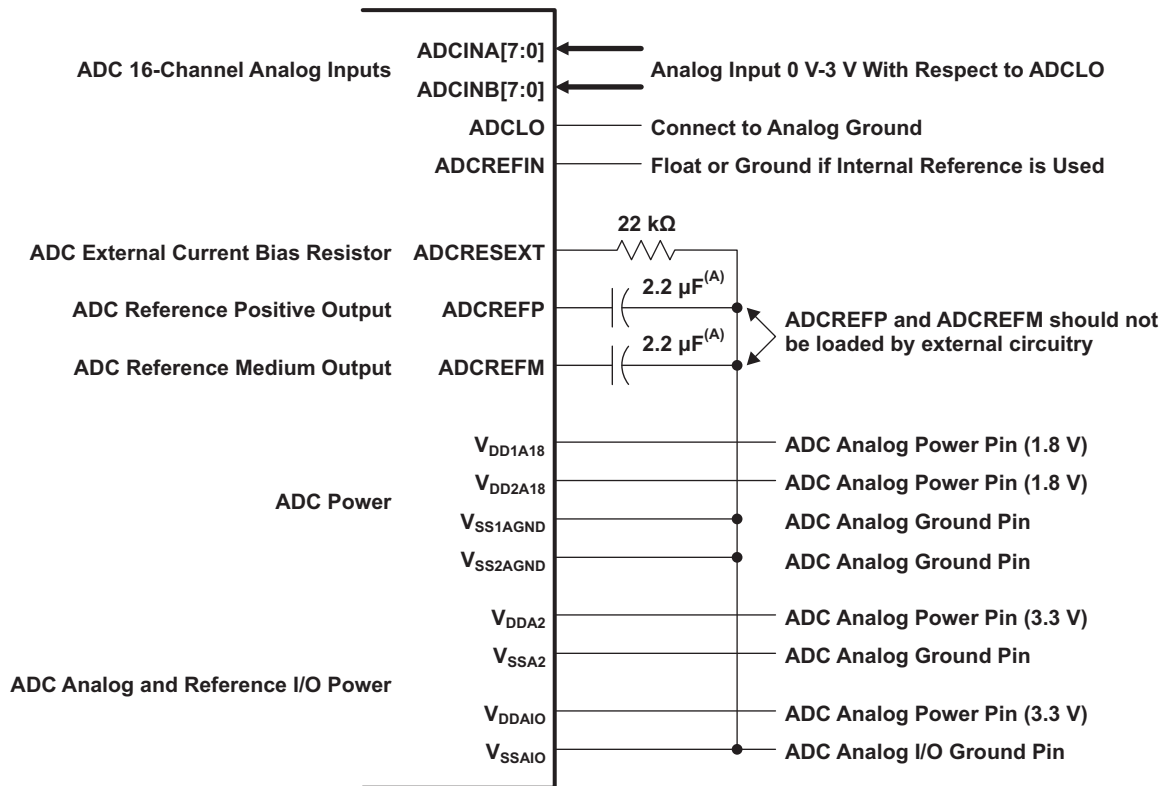 ADC 16-Channel Analog Inputs
ADCINA[7:0]
ADCINB[7:0]
Analog Input 0 V-3 V With Respect to ADCLO
ADCLO
Connect to Analog Ground
ADCREFIN
Float or Ground if Internal Reference is Used
22 kΩ
ADC External Current Bias Resistor
ADCRESEXT
2.2 µF(A)
ADC Reference Positive Output
ADCREFP
ADCREFP and ADCREFM should not
be loaded by external circuitry
2.2 µF(A)
ADC Reference Medium Output
ADCREFM
ADC Power
VDD1A18
ADC Analog Power Pin (1.8 V)
VDD2A18
ADC Analog Power Pin (1.8 V)
VSS1AGND
ADC Analog Ground Pin
VSS2AGND
ADC Analog Ground Pin
ADC Analog and Reference I/O Power
VDDA2
ADC Analog Power Pin (3.3 V)
VSSA2
ADC Analog Ground Pin
VDDAIO
ADC Analog Power Pin (3.3 V)
VSSAIO
ADC Analog I/O Ground Pin